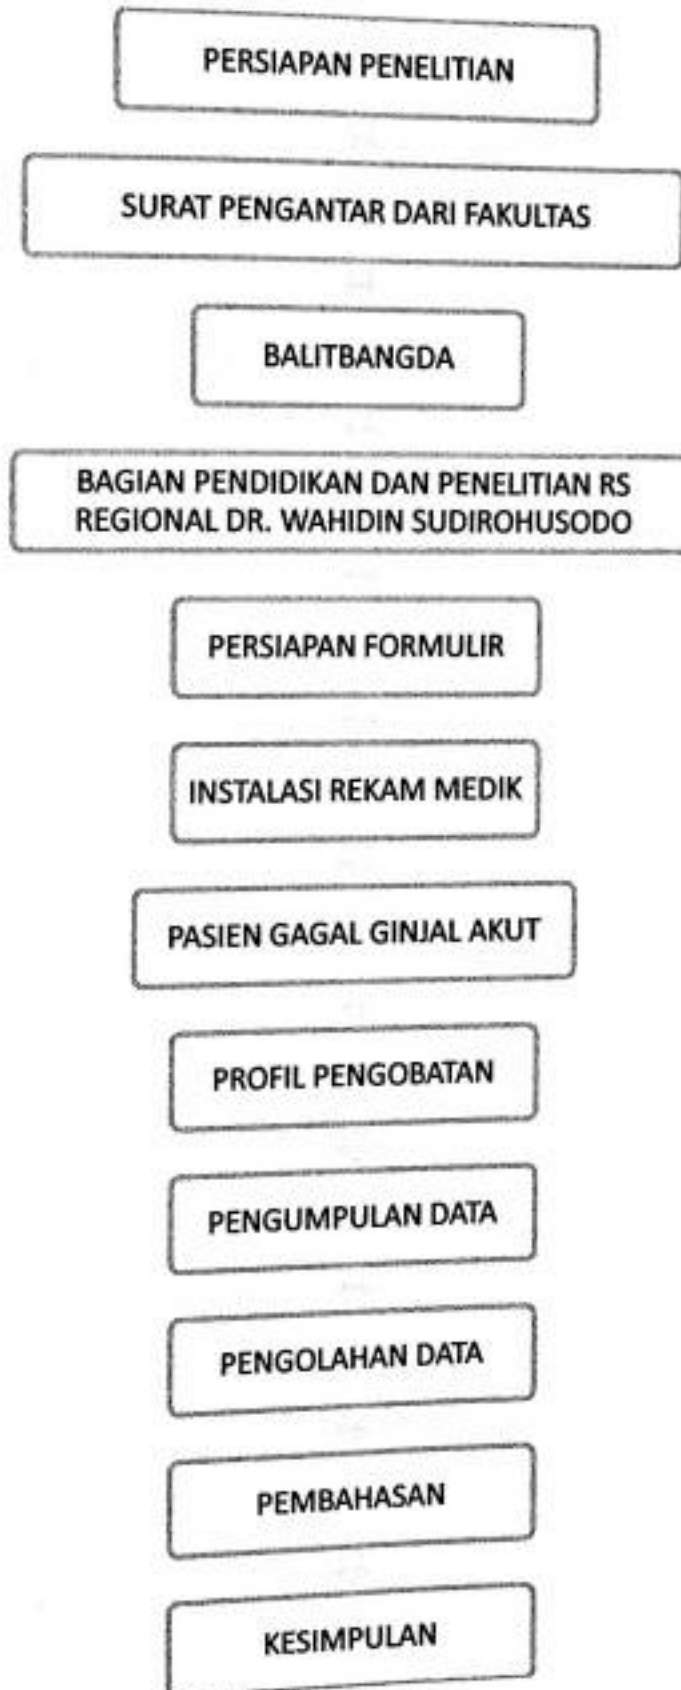 PERSIAPAN PENELITIAN
SURAT PENGANTAR DARI FAKULTAS
BALITBANGDA
BAGIAN PENDIDIKAN DAN PENELITIAN RS
REGIONAL DR. WAHIDIN SUDIROHUSODO
PERSIAPAN FORMULIR
INSTALASI REKAM MEDIK
PASIEN GAGAL GINJAL AKUT
PROFIL PENGOBATAN
PENGUMPULAN DATA
PENGOLAHAN DATA
PEMBAHASAN
KESIMPULAN